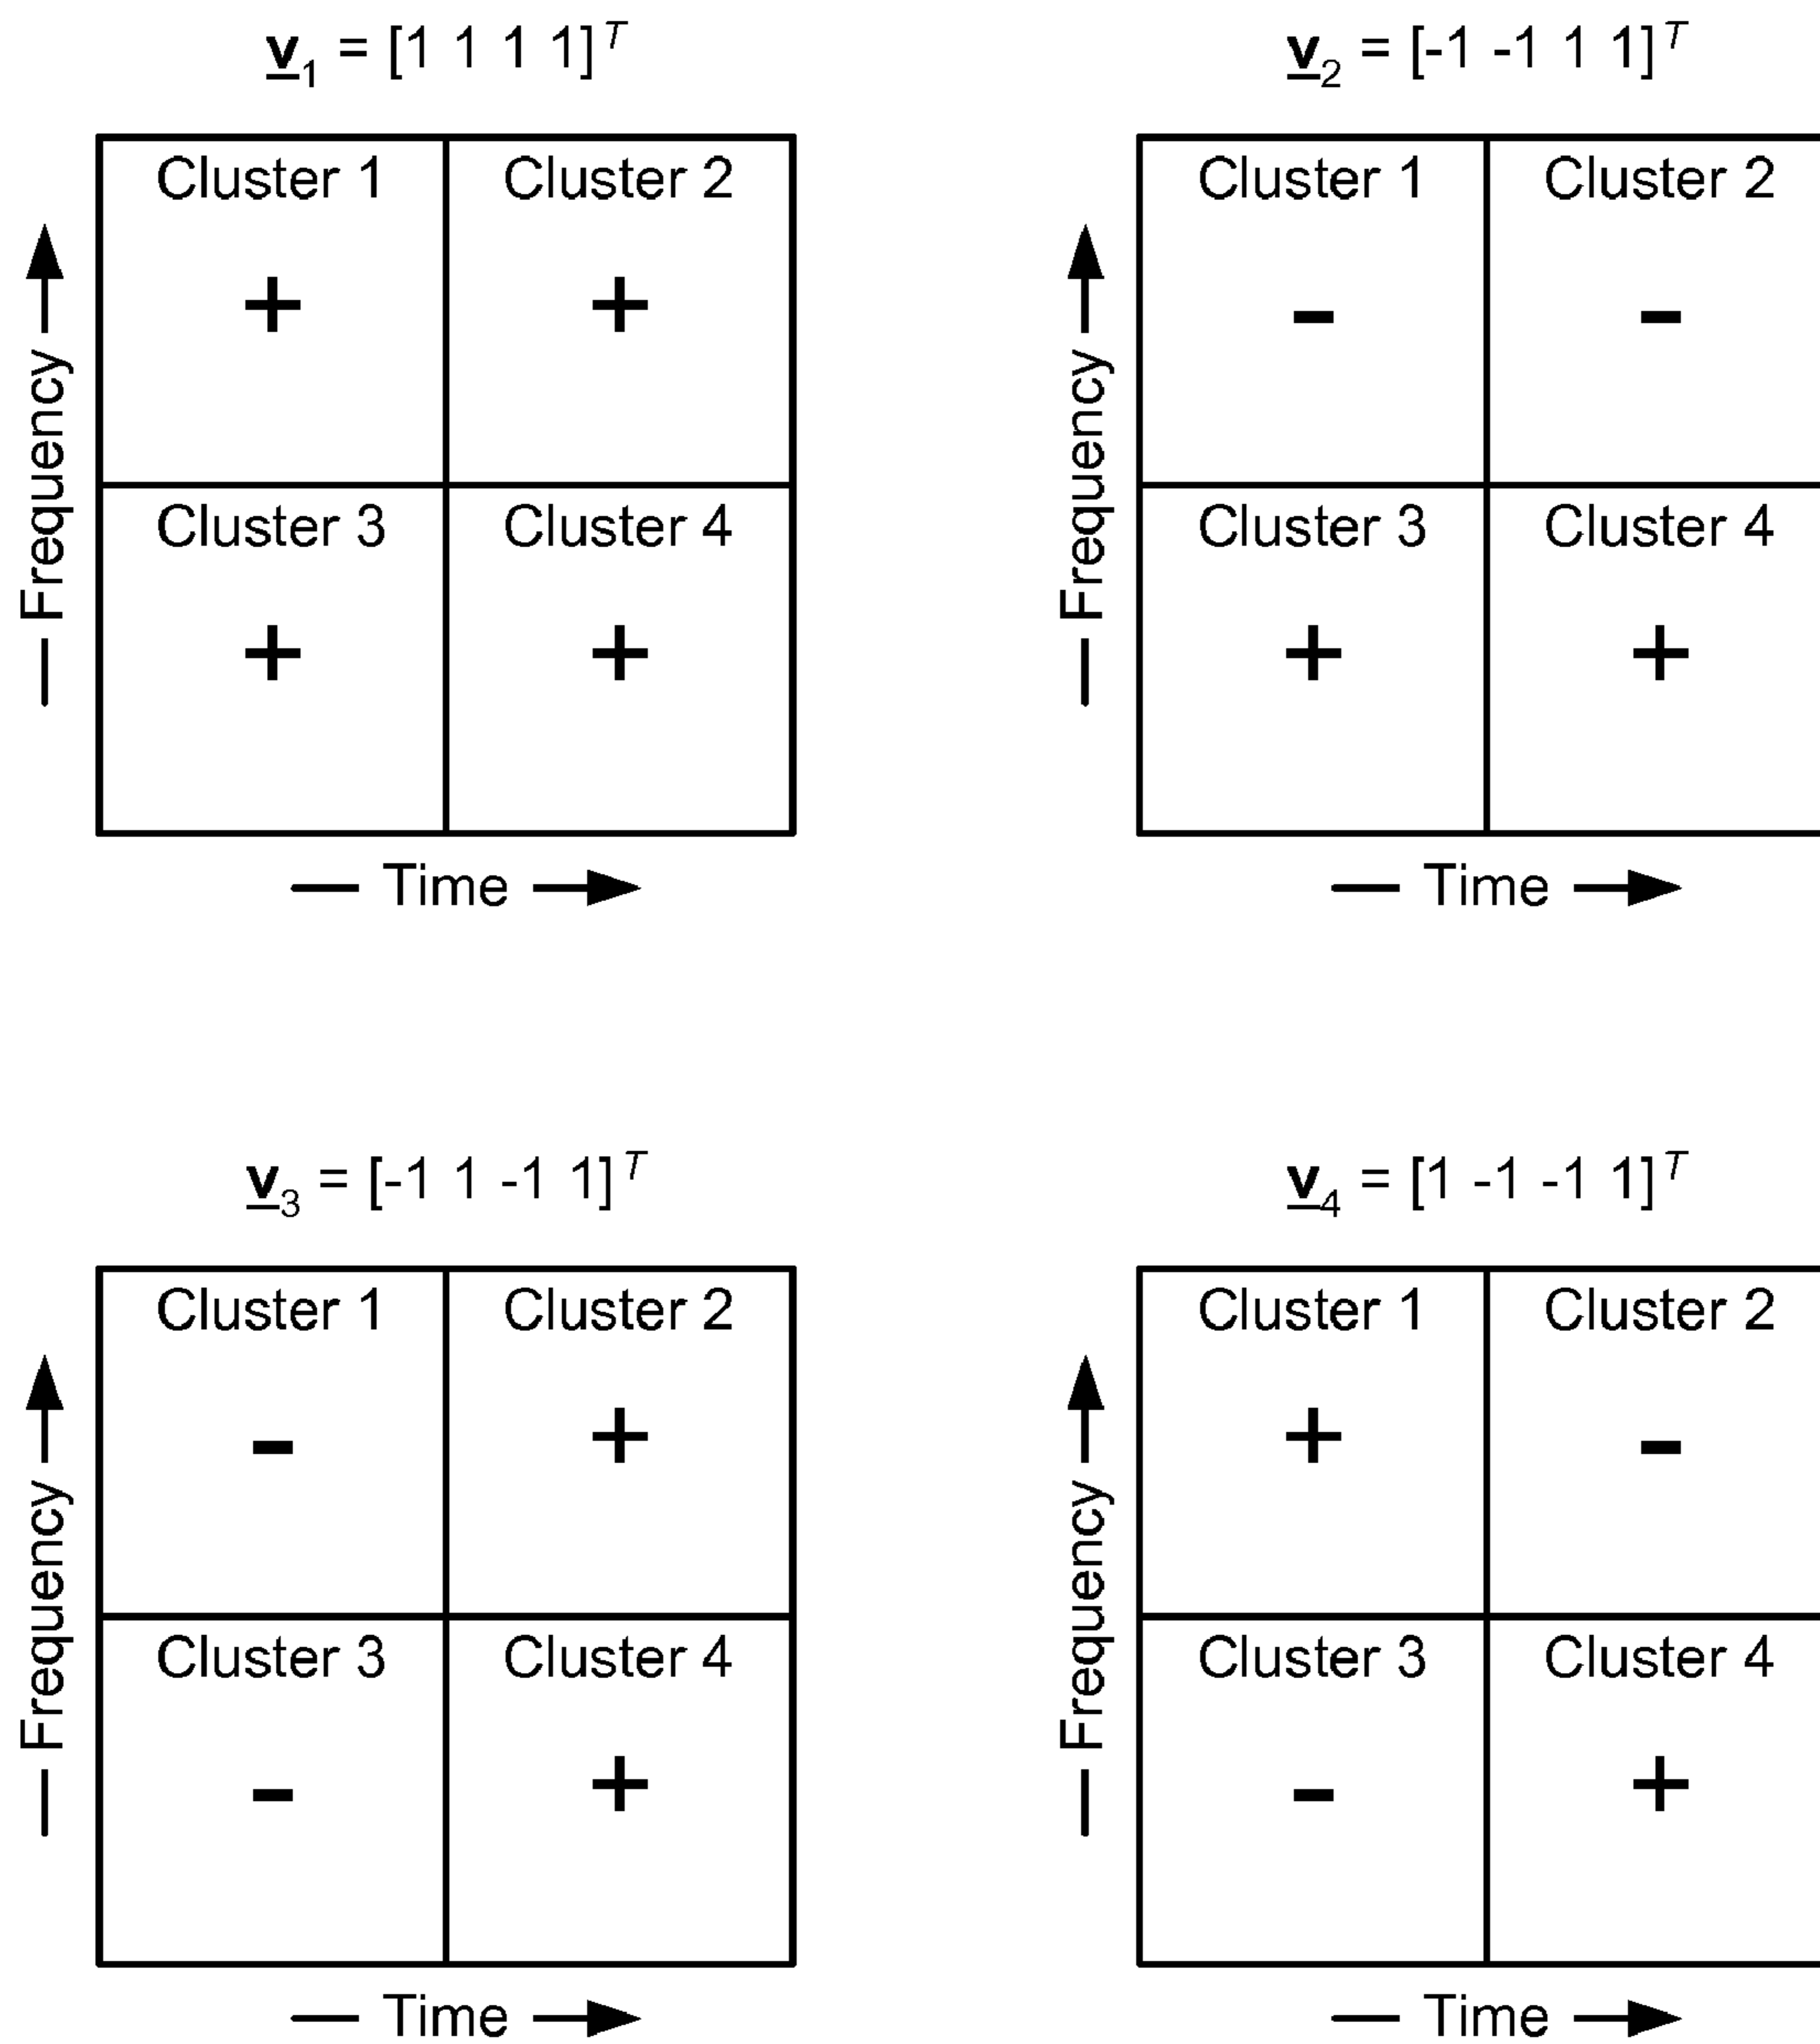 v1 = [1 1 1 1]T
Cluster 1 Cluster 2
+ +
Frequency
Cluster 3 Cluster 4
+ +
Time
v2 = [-1 -1 1 1]T
Cluster 1 Cluster 2
- -
Frequency
Cluster 3 Cluster 4
+ +
Time
v3 = [-1 1 -1 1]T
Cluster 1 Cluster 2
- +
Frequency
Cluster 3 Cluster 4
- +
Time
v4 = [1 -1 -1 1]T
Cluster 1 Cluster 2
+ -
Frequency
Cluster 3 Cluster 4
- +
Time